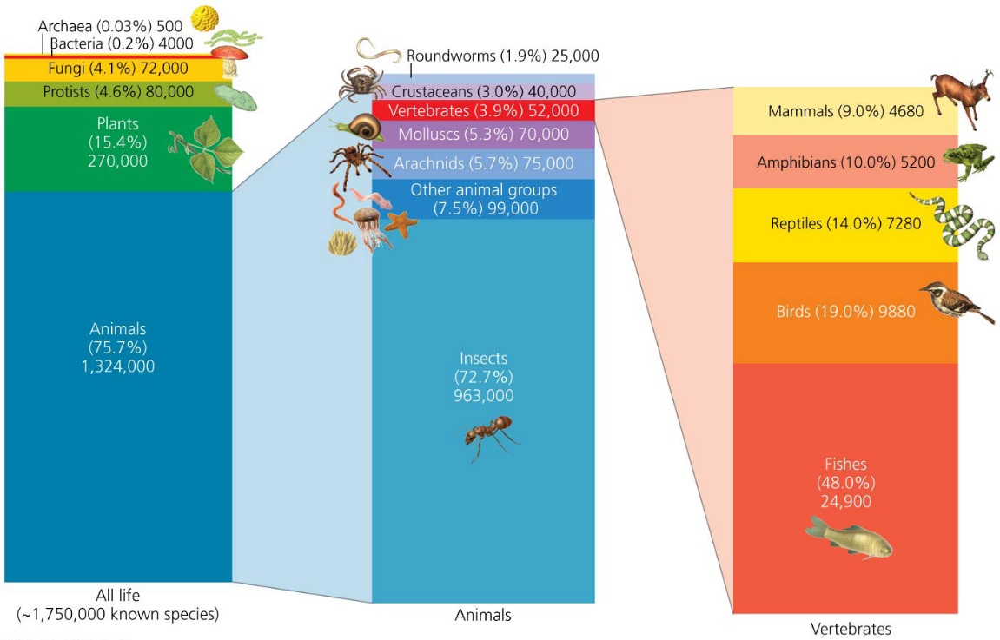 Archaea (0.03%) 500
Bacteria (0.2%) 4000
Fungi (4.1%) 72,000
Protists (4.6%) 80,000
Plants
(15.4%)
270,000
Animals
(75.7%)
1,324,000
All life
(~1,750,000 known species)
Roundworms (1.9%) 25,000
Crustaceans (3.0%) 40,000
Vertebrates (3.9%) 52,000
Molluscs (5.3%) 70,000
Arachnids (5.7%) 75,000
Other animal groups
(7.5%) 99,000
Insects
(72.7%)
963,000
Animals
Mammals (9.0%) 4680
Amphibians (10.0%) 5200
Reptiles (14.0%) 7280
Birds (19.0%) 9880
Fishes
(48.0%)
24,900
Vertebrates